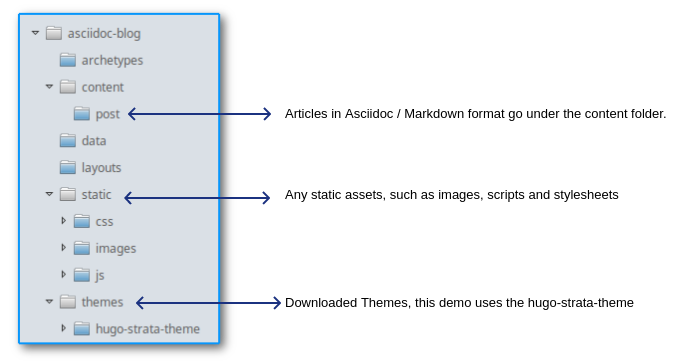 asciidoc-blog
archetypes
content
post
Articles in Asciidoc / Markdown format go under the content folder.
data
layouts
static
Any static assets, such as images, scripts and stylesheets
css
images
js
themes
Downloaded Themes, this demo uses the hugo-strata-theme
hugo-strata-theme